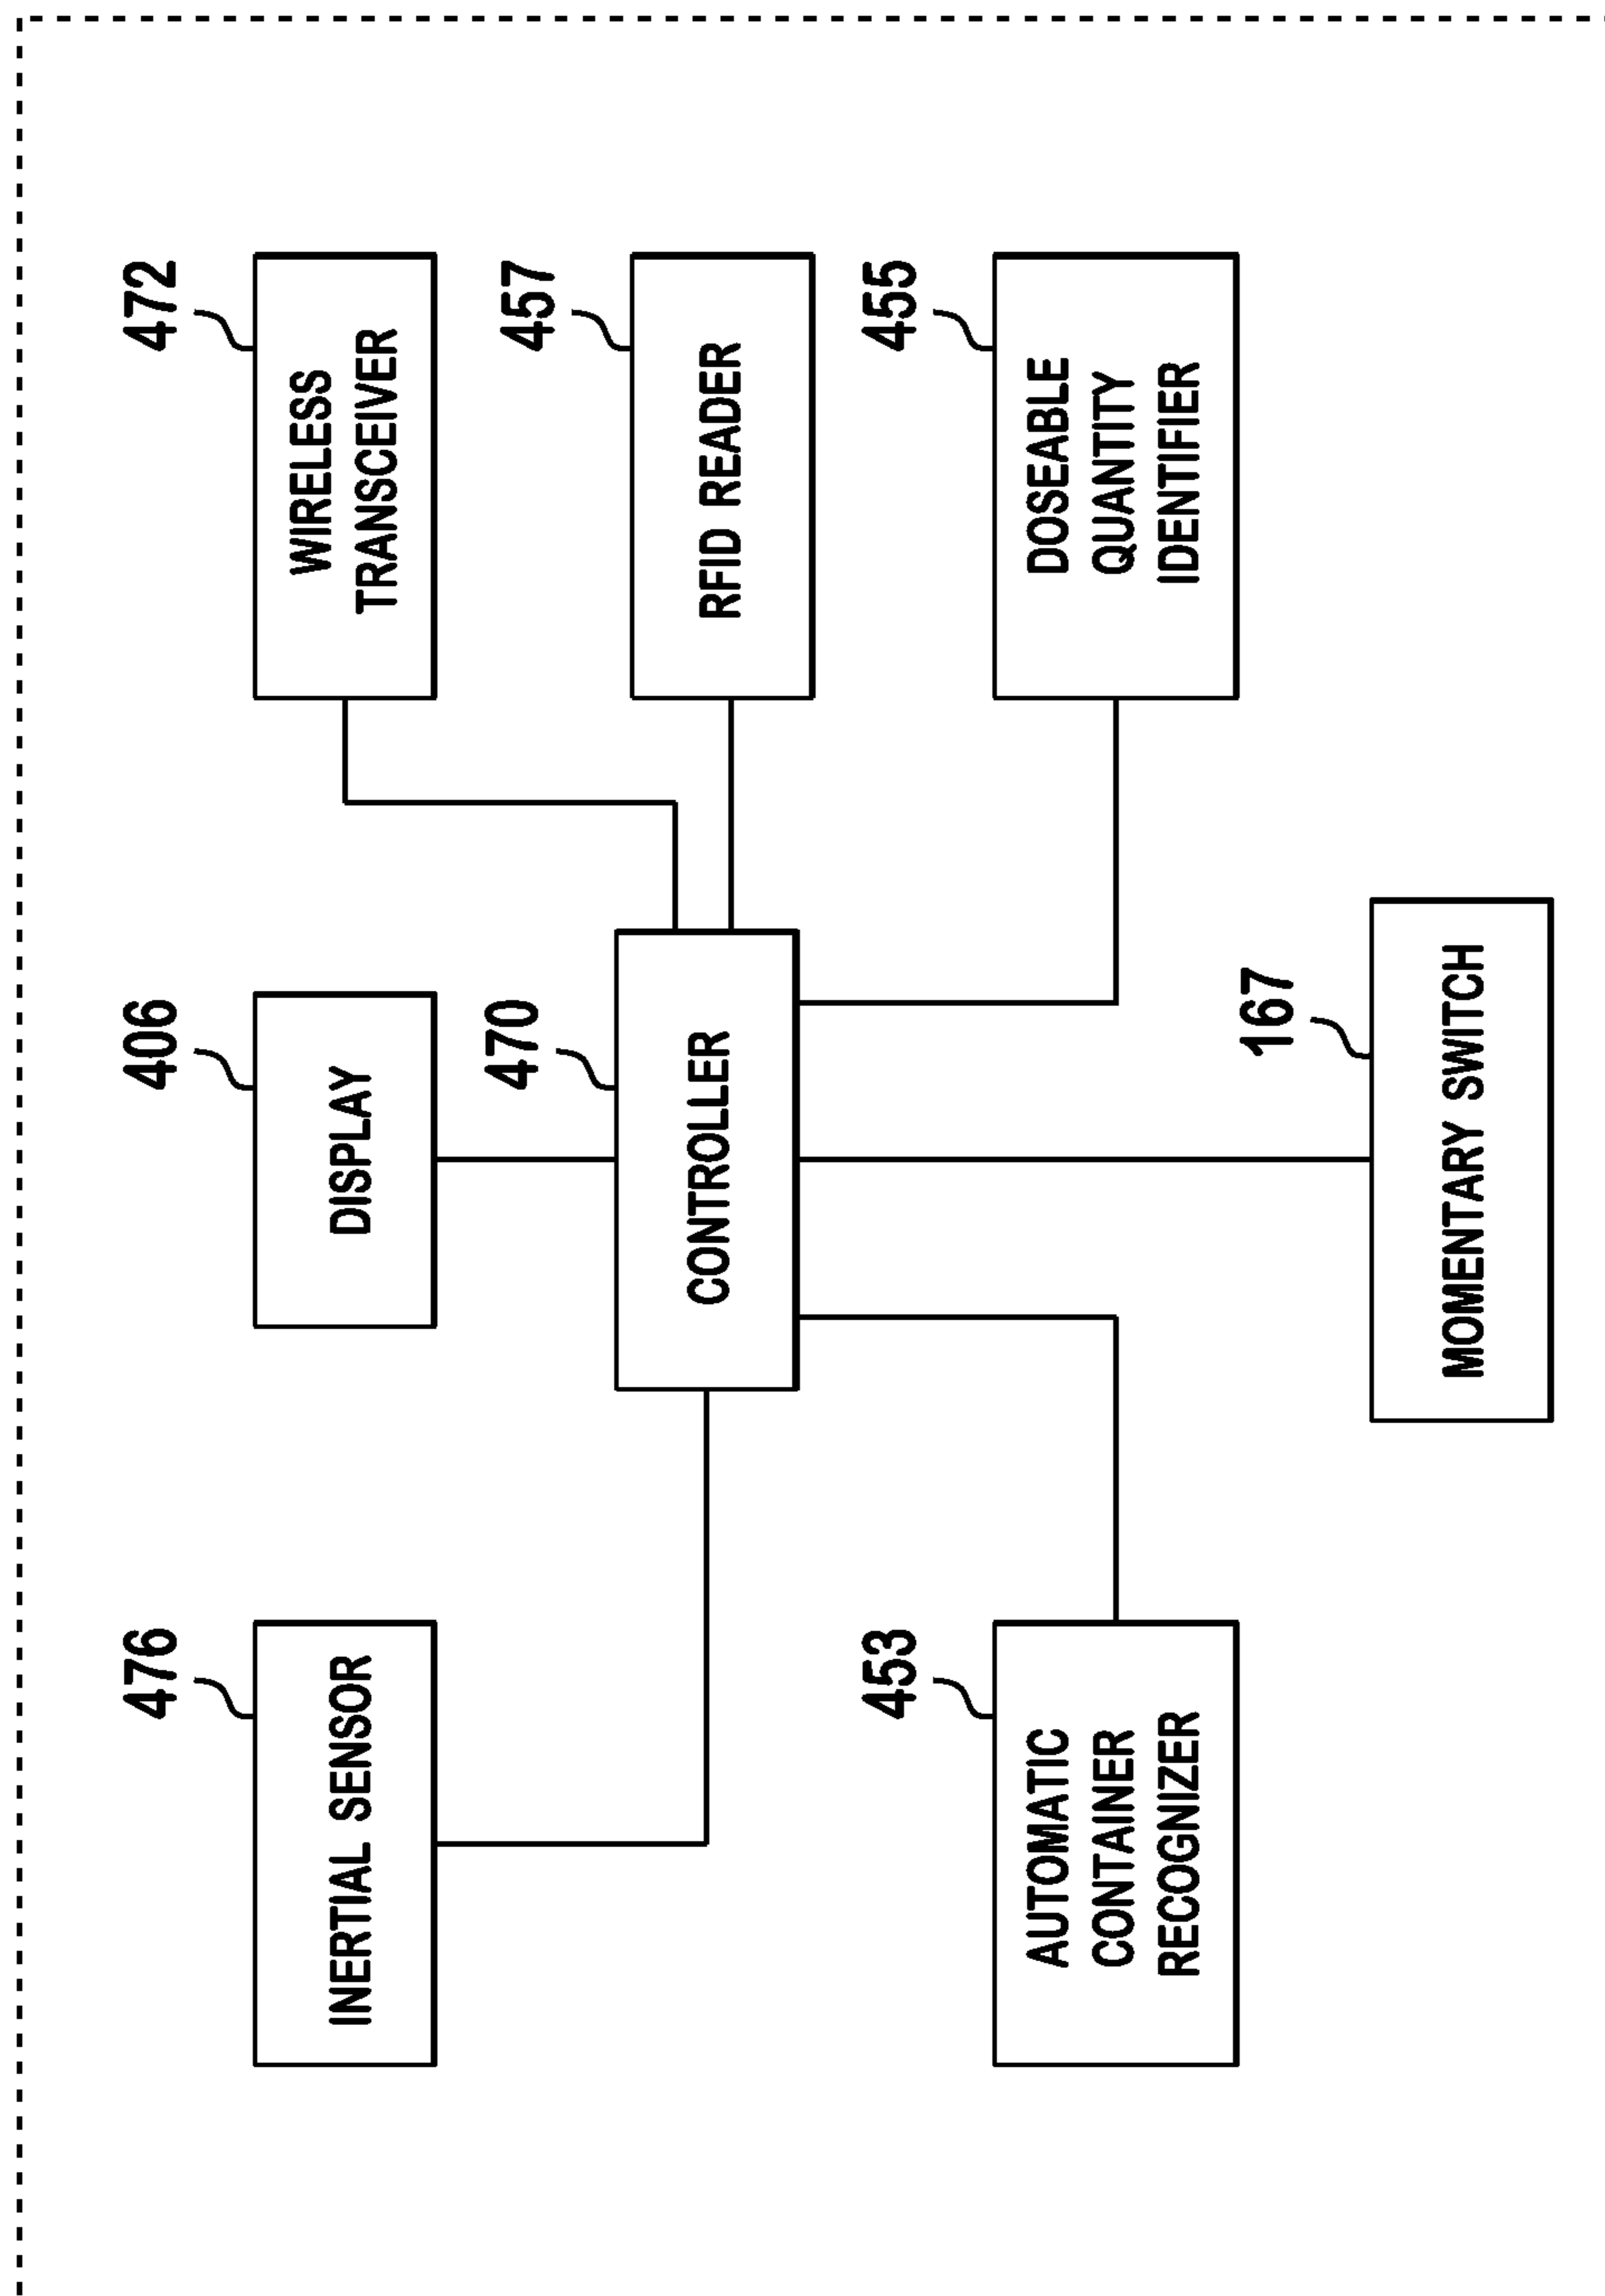 476
INERTIAL SENSOR
406
DISPLAY
472
WIRELESS
TRANSCEIVER
470
CONTROLLER
457
RFID READER
453
AUTOMATIC
CONTAINER
RECOGNIZER
455
DOSEABLE
QUANTITY
IDENTIFIER
167
MOMENTARY SWITCH